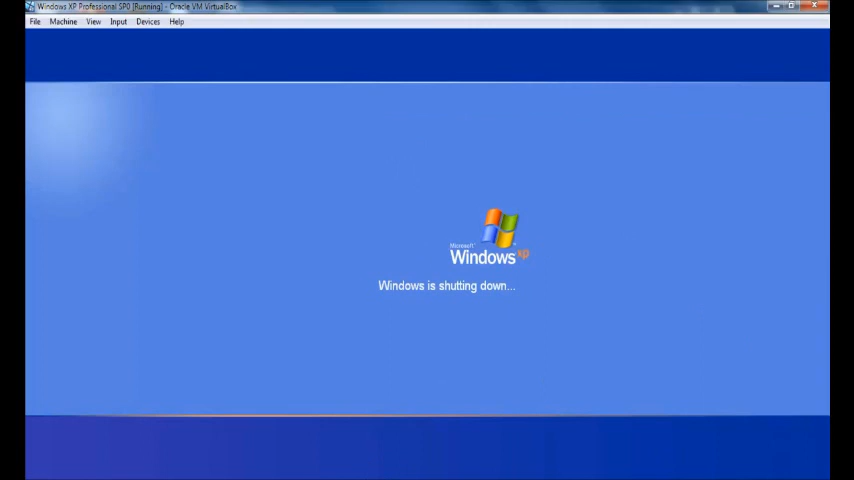 Windows XP Professional SP0 [Running] - Oracle VM VirtualBox
File Machine View Input Devices Help
Microsoft
Windows xp
Windows is shutting down...